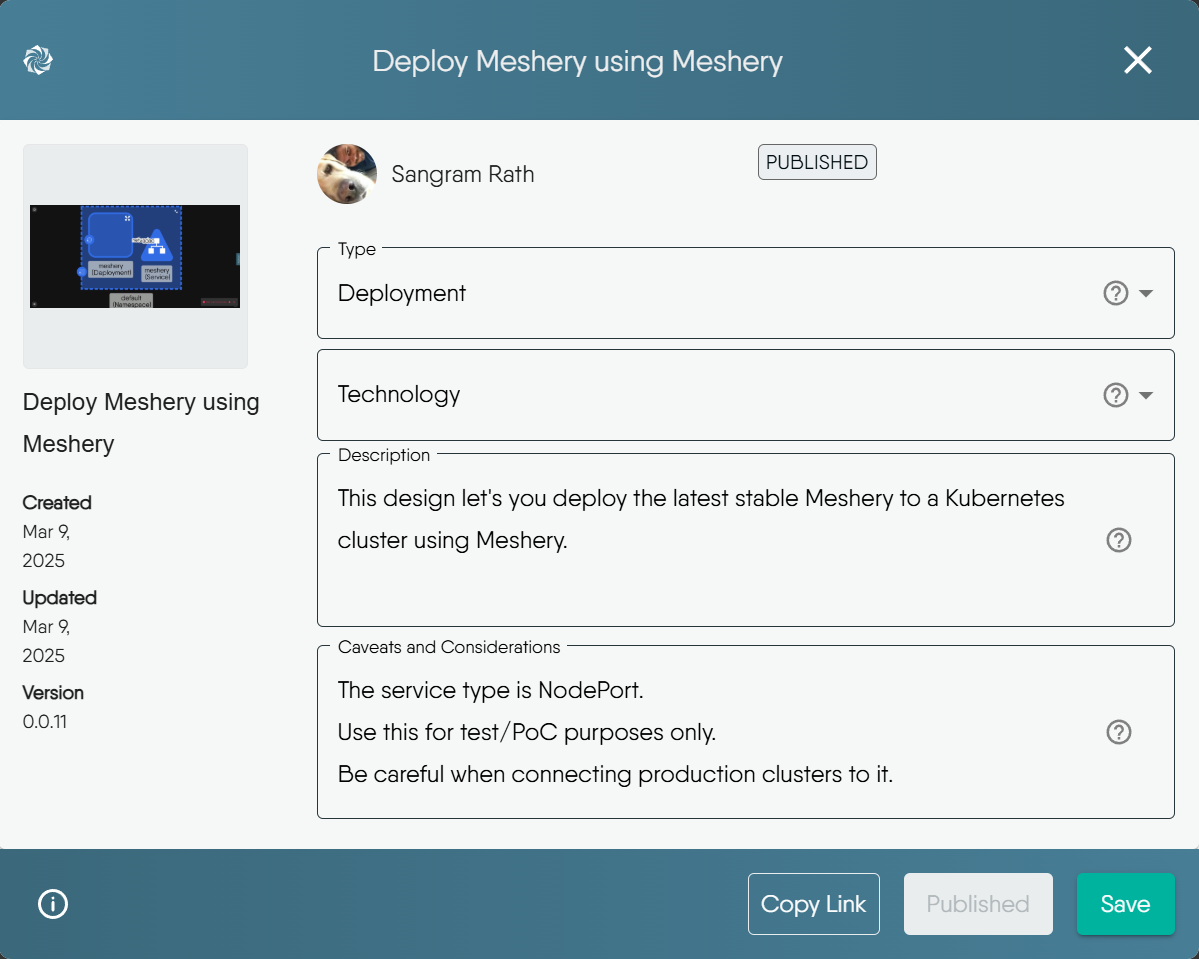 Deploy Meshery using Meshery
meshery
(Deployment)
meshery
(Service)
default
(Namespace)
Deploy Meshery using
Meshery
Created
Mar 9,
2025
Updated
Mar 9,
2025
Version
0.0.11
Sangram Rath
PUBLISHED
Type
Deployment
Technology
Description
This design let's you deploy the latest stable Meshery to a Kubernetes
cluster using Meshery.
Caveats and Considerations
The service type is NodePort.
Use this for test/PoC purposes only.
Be careful when connecting production clusters to it.
Copy Link
Published
Save